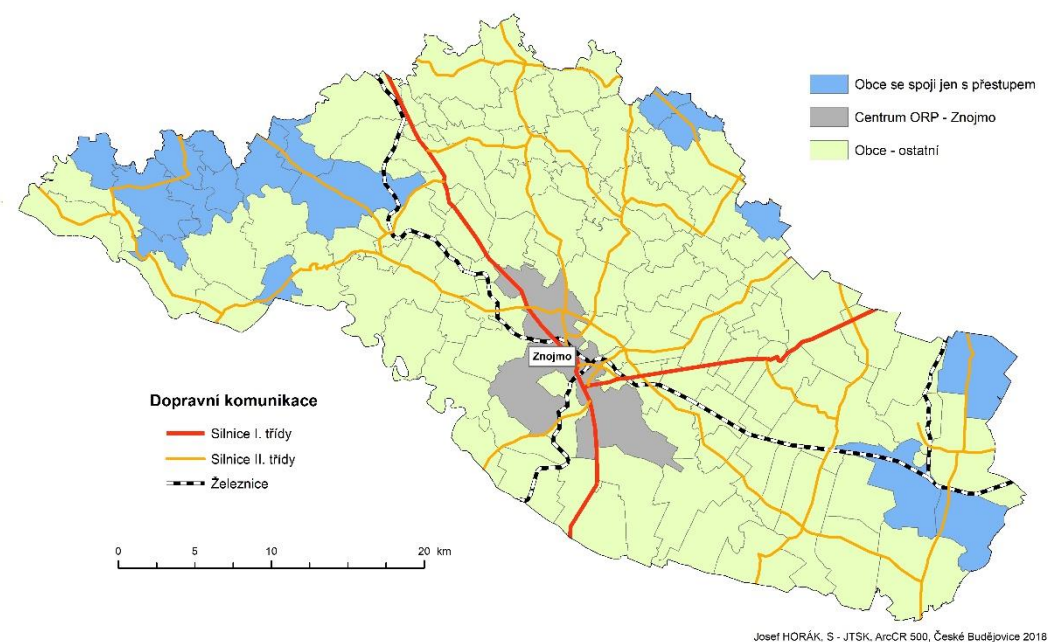 Obce se spoji jen s přestupem
Centrum ORP - Znojmo
Obce - ostatní
Znojmo
Dopravní komunikace
Silnice I. třídy
Silnice II. třídy
Železnice
0 5 10 20 km
Josef HORÁK, S - JTSK, ArcCR 500, České Budějovice 2018